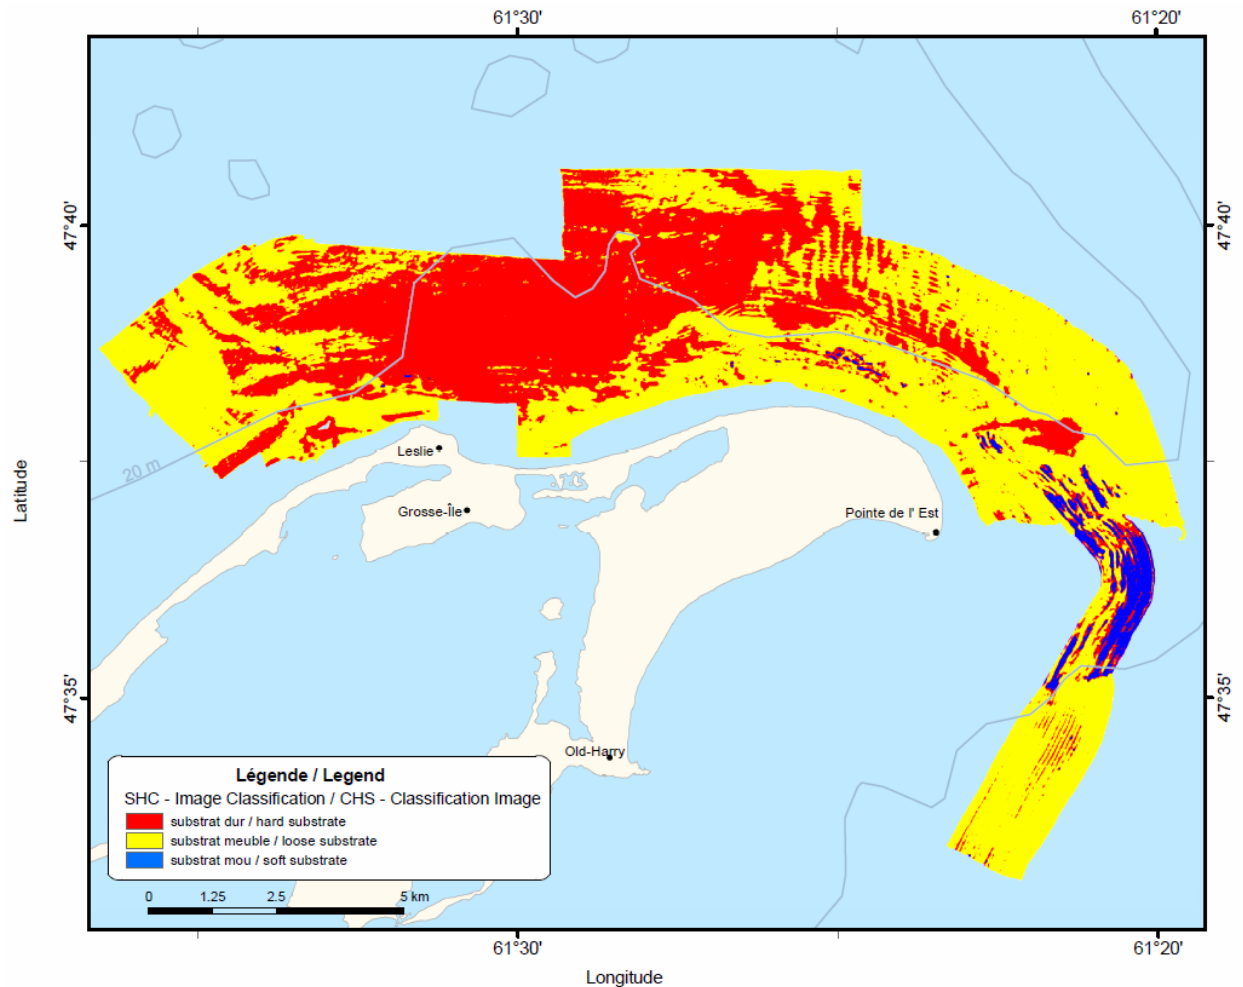 61°30' 61°20'
47°40' 47°40'
20 m
Leslie
Grosse-Île
Pointe de l' Est
Latitude
47°35' 47°35'
Old-Harry
Légende / Legend
SHC - Image Classification / CHS - Classification Image
substrat dur / hard substrate
substrat meuble / loose substrate
substrat mou / soft substrate
0 1.25 2.5 5 km
61°30' 61°20'
Longitude